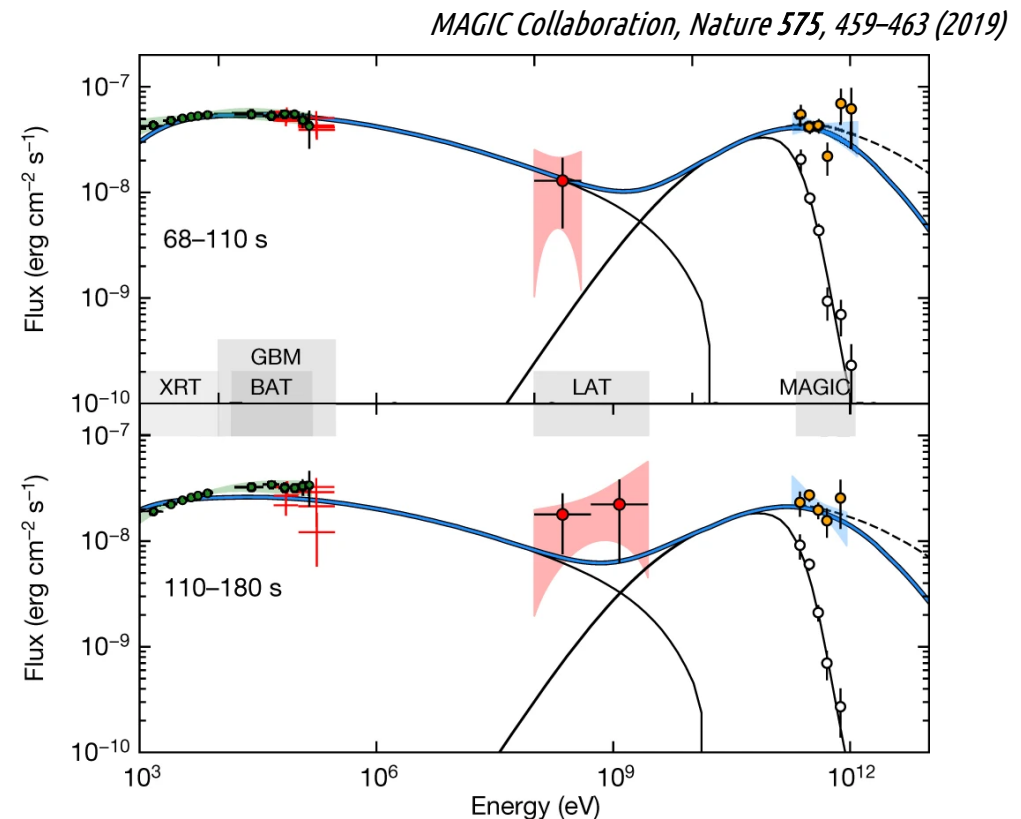 MAGIC Collaboration, Nature 575, 459–463 (2019)
10⁻⁷
10⁻⁸
10⁻⁹
10⁻¹⁰
Flux (erg cm⁻² s⁻¹)
68–110 s
GBM
XRT BAT LAT MAGIC
10⁻⁷
10⁻⁸
10⁻⁹
10⁻¹⁰
Flux (erg cm⁻² s⁻¹)
110–180 s
10³ 10⁶ 10⁹ 10¹²
Energy (eV)